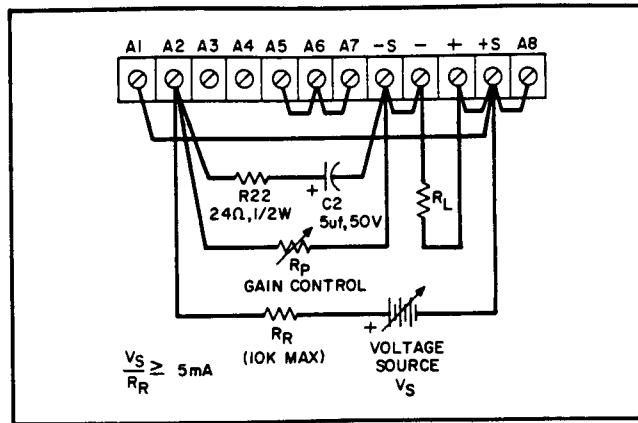 A1 A2 A3 A4 A5 A6 A7 -S - + +S A8
R22
24Ω, 1/2W
+
C2
5uf, 50V
RL
RP
GAIN CONTROL
RR
(10K MAX)
+
VOLTAGE
SOURCE
VS
VS/RR ≥ 5mA